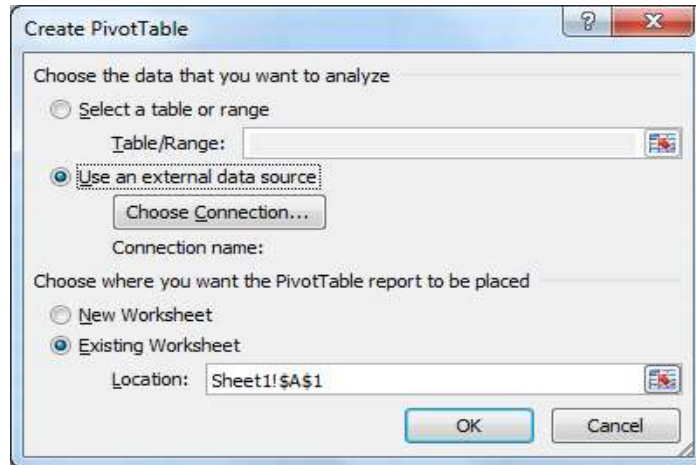 Create PivotTable
Choose the data that you want to analyze
Select a table or range
Table/Range:
Use an external data source
Choose Connection...
Connection name:
Choose where you want the PivotTable report to be placed
New Worksheet
Existing Worksheet
Location: Sheet1!$A$1
OK Cancel